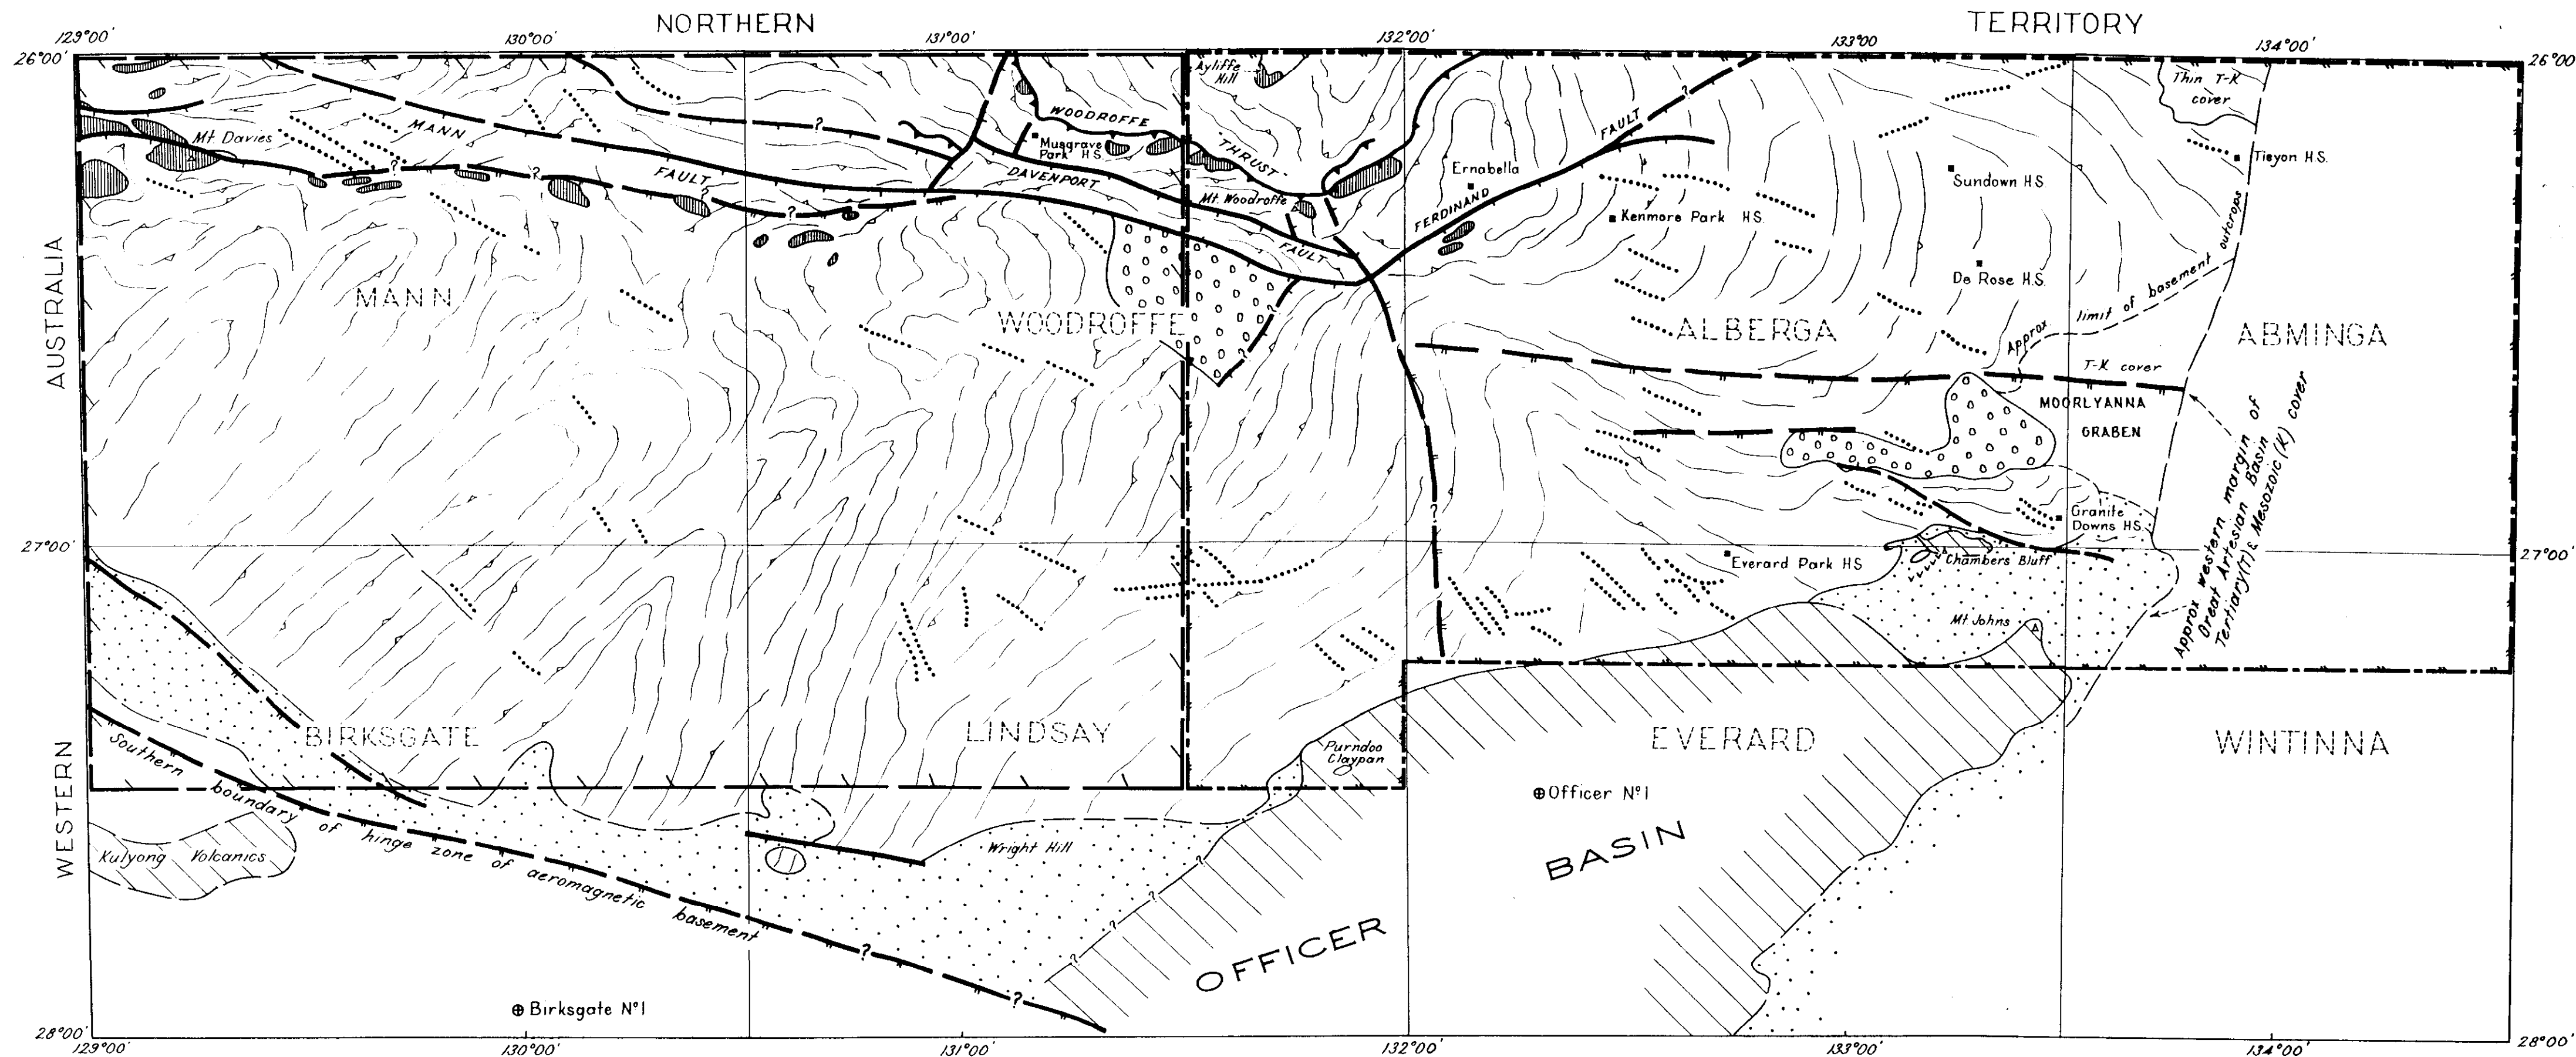 NORTHERN TERRITORY
129°00'
130°00'
131°00'
132°00'
133°00
134°00'
26°00'
26°00'
Ayliffe
Hill
Thin T-K
cover
WOODROFFE
THRUST
Mt. Davies
MANN
FAULT
Musgrave
Park H.S.
DAVENPORT
FAULT
Mt. Woodroffe
Ernabella
FERDINAND
FAULT
Kenmore Park H.S.
Sundown H.S.
Tieyon H.S.
De Rose H.S.
Approx. limit of basement outcrops
AUSTRALIA
MANN
WOODROFFE
ALBERGA
ABMINGA
T-K cover
MOORLYANNA
GRABEN
Approx western margin of
Great Artesian Basin
Tertiary(T) & Mesozoic(K) cover
Granite
Downs H.S.
27°00'
27°00'
Everard Park HS
Chambers Bluff
Mt Johns
BIRKSGATE
LINDSAY
EVERARD
WINTINNA
WESTERN
Southern boundary of hinge zone of aeromagnetic basement
Purndoo
Claypan
Officer Nº1
Kulyong Volcanics
Wright Hill
OFFICER BASIN
Birksgate Nº1
28°00'
28°00'
129°00'
130°00'
131°00'
132°00'
133°00'
134°00'